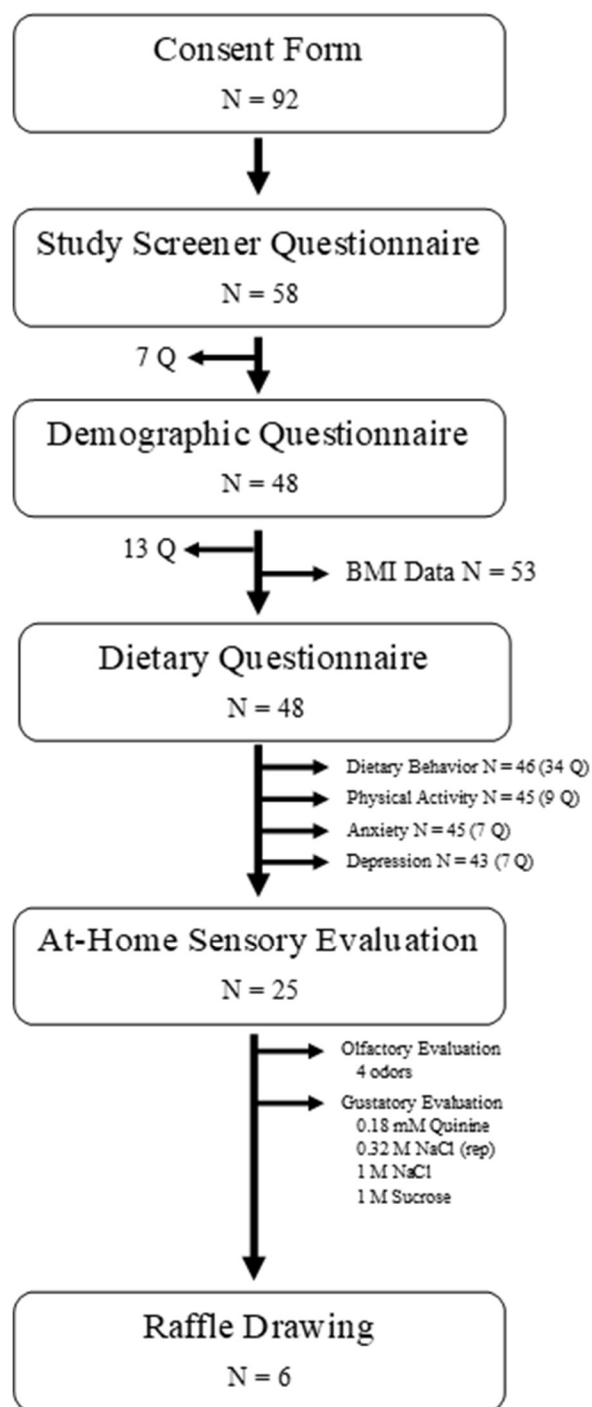 Consent Form
N = 92
Study Screener Questionnaire
N = 58
7 Q
Demographic Questionnaire
N = 48
13 Q
BMI Data N = 53
Dietary Questionnaire
N = 48
Dietary Behavior N = 46 (34 Q)
Physical Activity N = 45 (9 Q)
Anxiety N = 45 (7 Q)
Depression N = 43 (7 Q)
At-Home Sensory Evaluation
N = 25
Olfactory Evaluation
4 odors
Gustatory Evaluation
0.18 mM Quinine
0.32 M NaCl (rep)
1 M NaCl
1 M Sucrose
Raffle Drawing
N = 6